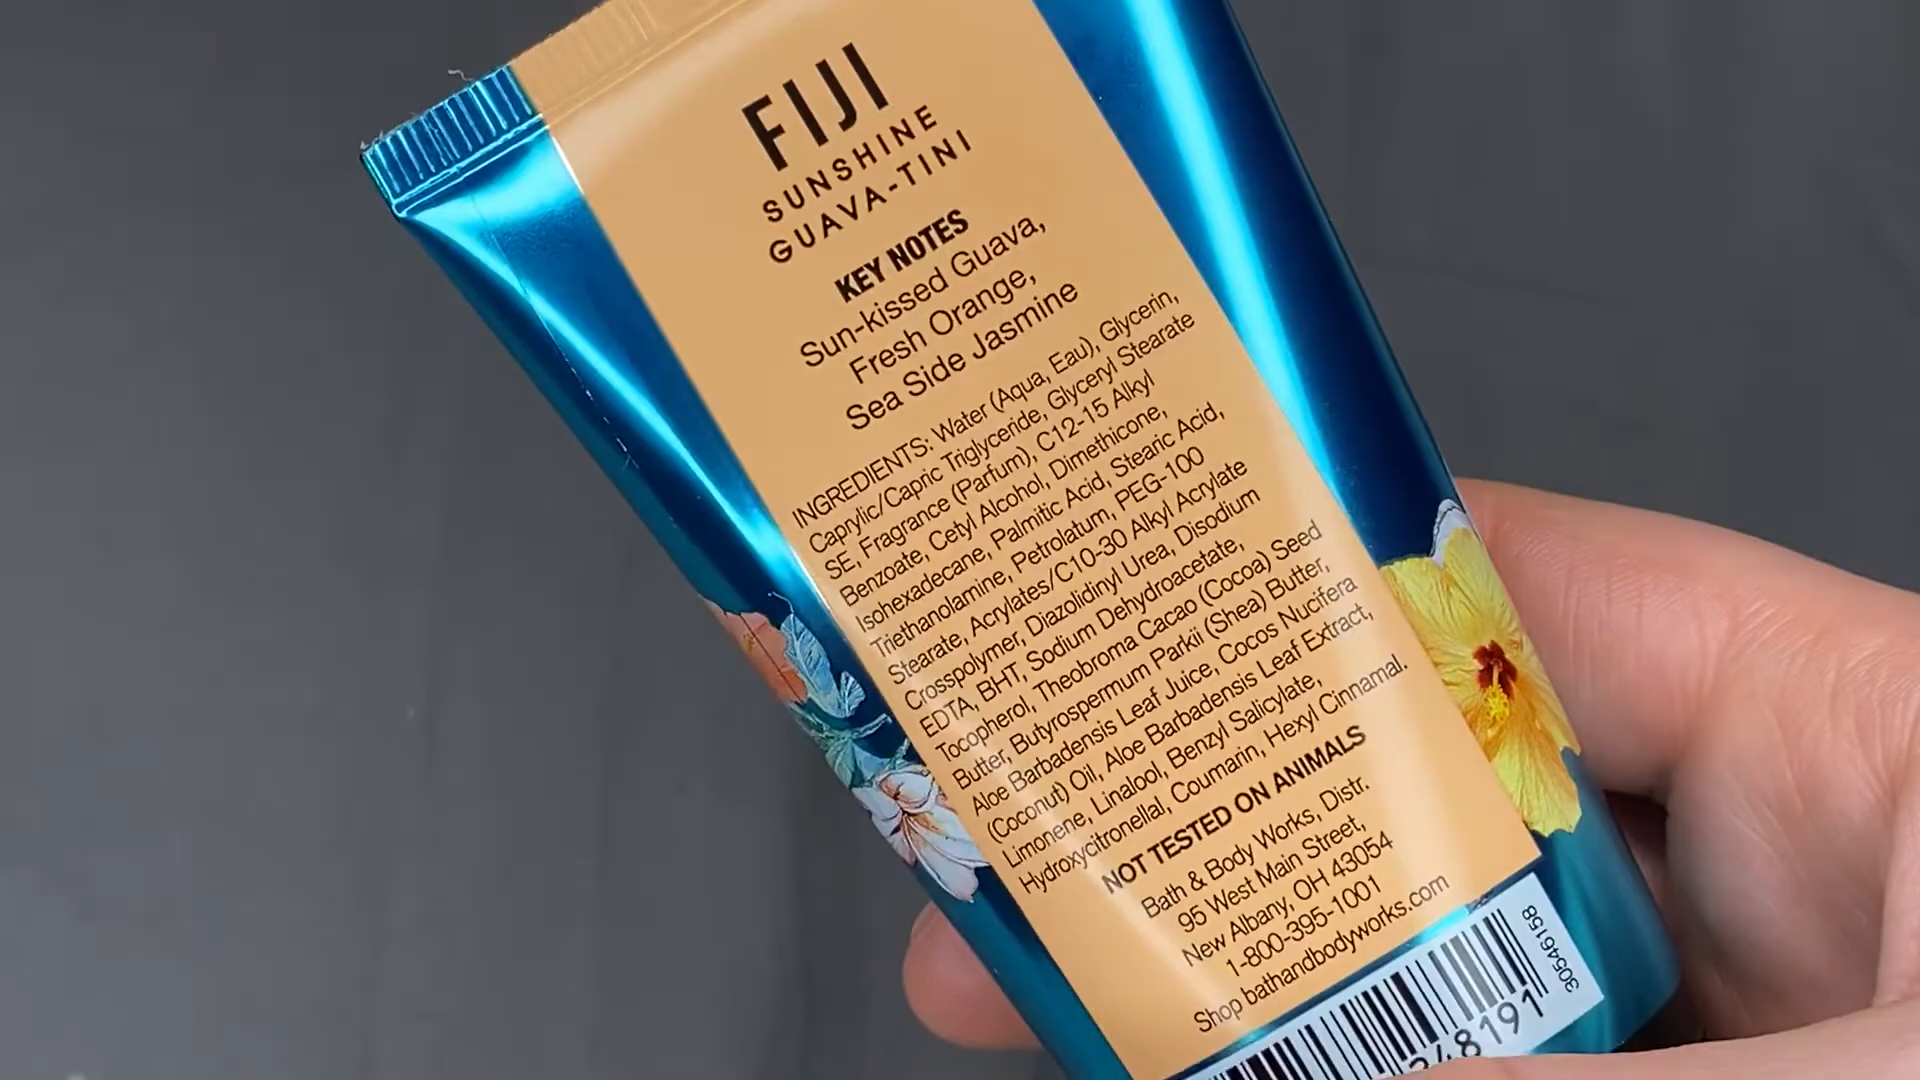 FIJI
SUNSHINE
GUAVA-TINI
KEY NOTES
Sun-kissed Guava,
Fresh Orange,
Sea Side Jasmine
INGREDIENTS: Water (Aqua, Eau), Glycerin,
Caprylic/Capric Triglyceride, Glyceryl Stearate
SE, Fragrance (Parfum), C12-15 Alkyl
Benzoate, Cetyl Alcohol, Dimethicone,
Isohexadecane, Palmitic Acid, Stearic Acid,
Triethanolamine, Petrolatum, PEG-100
Stearate, Acrylates/C10-30 Alkyl Acrylate
Crosspolymer, Diazolidinyl Urea, Disodium
EDTA, BHT, Sodium Dehydroacetate,
Tocopherol, Theobroma Cacao (Cocoa) Seed
Butter, Butyrospermum Parkii (Shea) Butter,
Aloe Barbadensis Leaf Juice, Cocos Nucifera
(Coconut) Oil, Aloe Barbadensis Leaf Extract,
Limonene, Linalool, Benzyl Salicylate,
Hydroxycitronellal, Coumarin, Hexyl Cinnamal.
NOT TESTED ON ANIMALS
Bath & Body Works, Distr.
95 West Main Street,
New Albany, OH 43054
1-800-395-1001
Shop bathandbodyworks.com
30546158